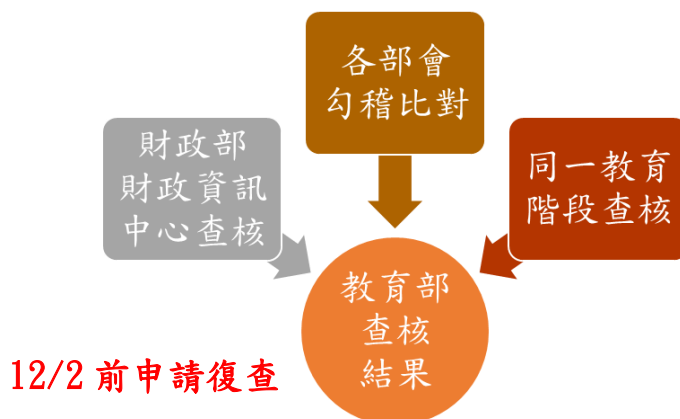 各部會
勾稽比對
財政部
財政資訊
中心查核
同一教育
階段查核
教育部
查核
結果
12/2 前申請復查